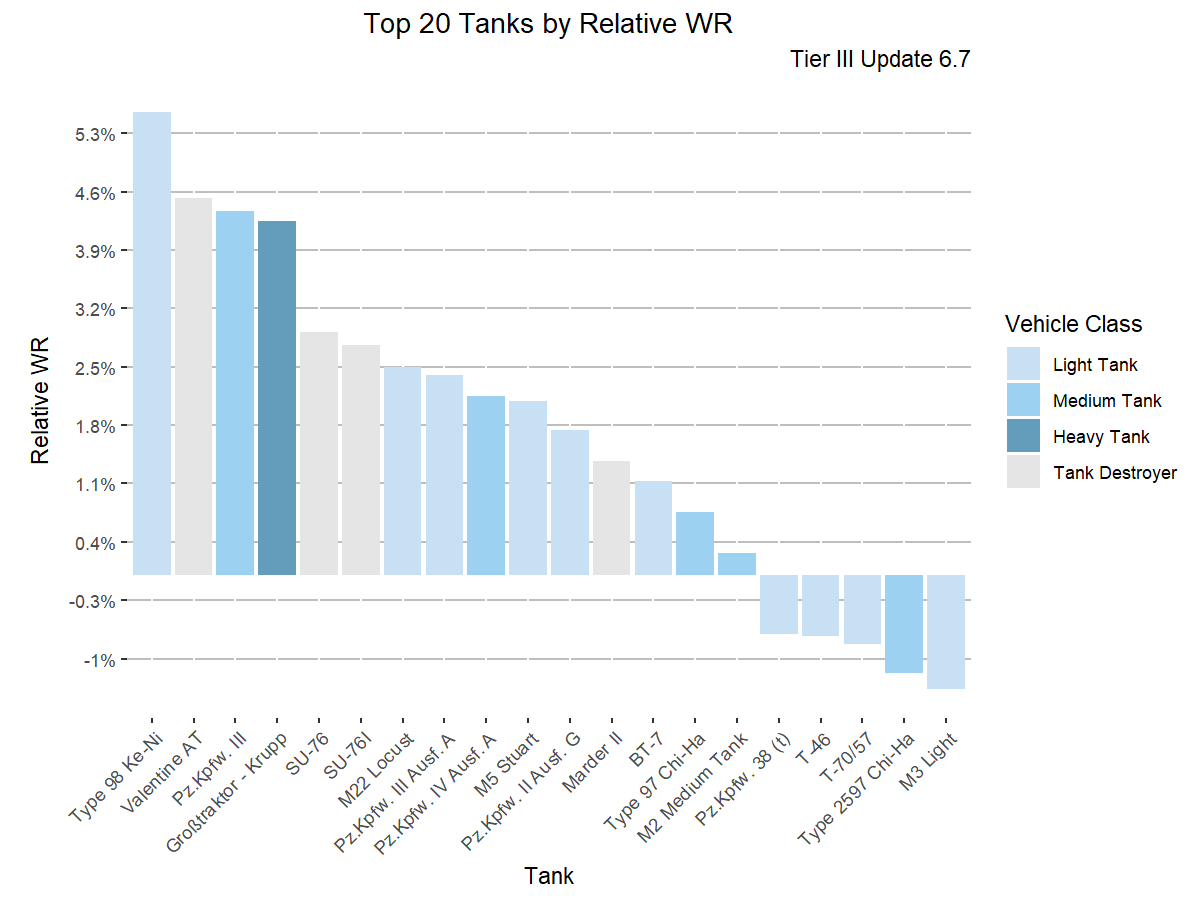 Top 20 Tanks by Relative WR
Tier III Update 6.7
5.3%
4.6%
3.9%
3.2%
2.5%
1.8%
1.1%
0.4%
-0.3%
-1%
Relative WR
Type 98 Ke-Ni
Valentine AT
Pz.Kpfw. III
Großtraktor - Krupp
SU-76
SU-76I
M22 Locust
Pz.Kpfw. III Ausf. A
Pz.Kpfw. IV Ausf. A
M5 Stuart
Pz.Kpfw. II Ausf. G
Marder II
BT-7
Type 97 Chi-Ha
M2 Medium Tank
Pz.Kpfw. 38 (t)
T-46
T-70/57
Type 2597 Chi-Ha
M3 Light
Tank
Vehicle Class
Light Tank
Medium Tank
Heavy Tank
Tank Destroyer